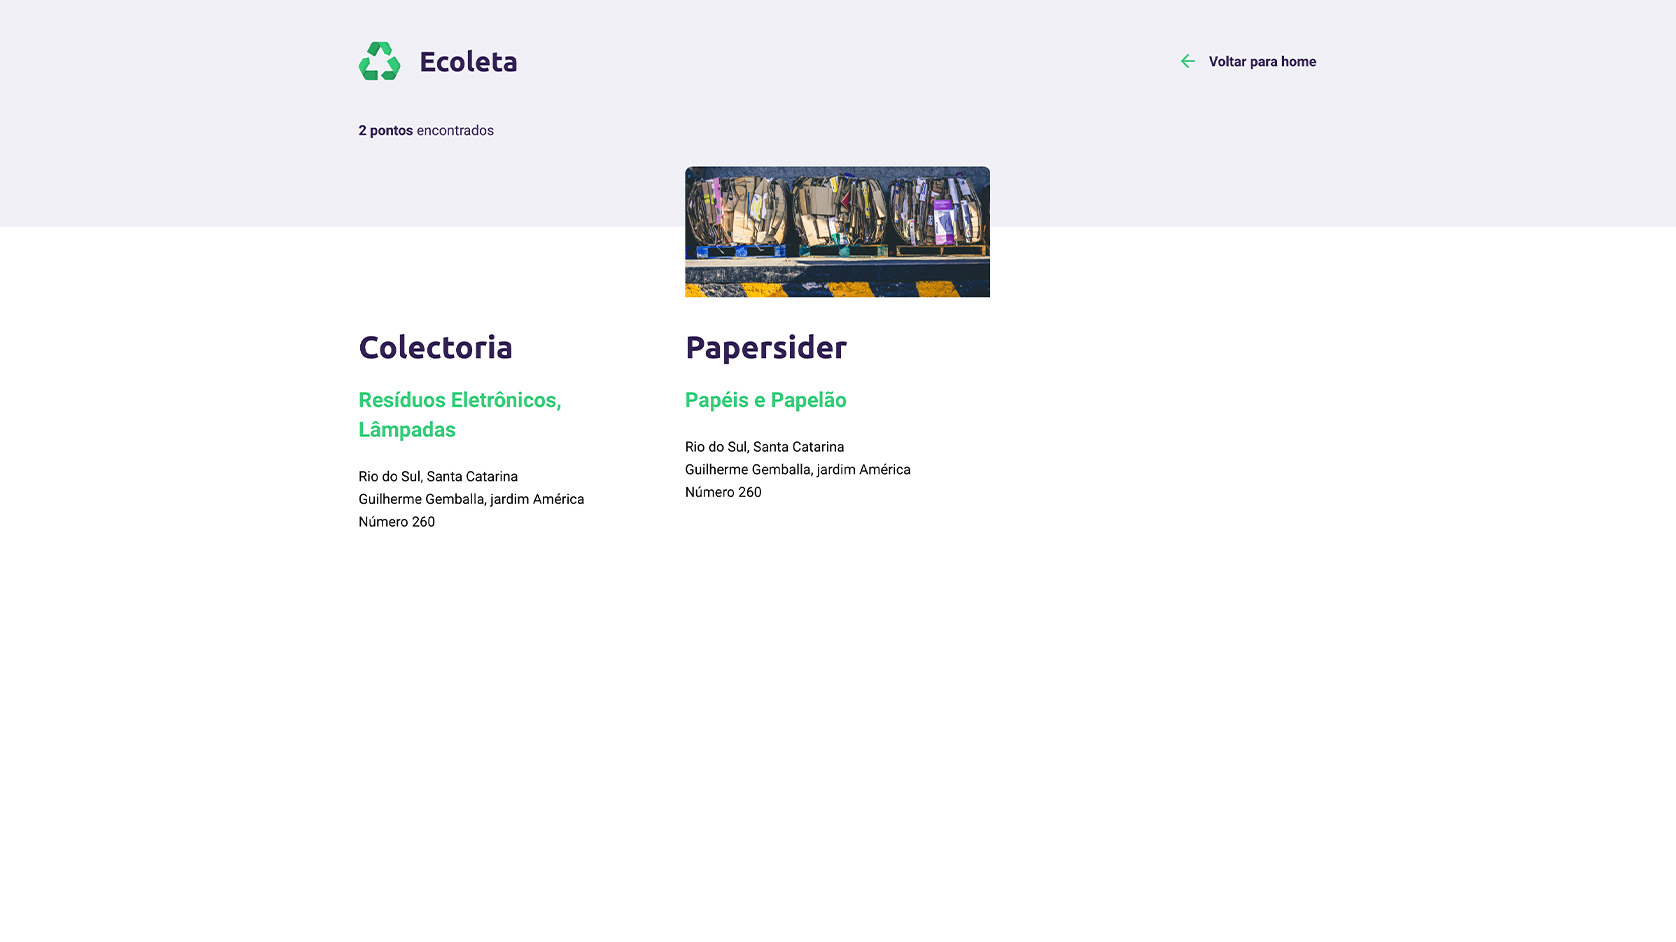 Ecoleta
Voltar para home
2 pontos encontrados
Colectoria
Resíduos Eletrônicos,
Lâmpadas
Rio do Sul, Santa Catarina
Guilherme Gemballa, jardim América
Número 260
Papersider
Papéis e Papelão
Rio do Sul, Santa Catarina
Guilherme Gemballa, jardim América
Número 260